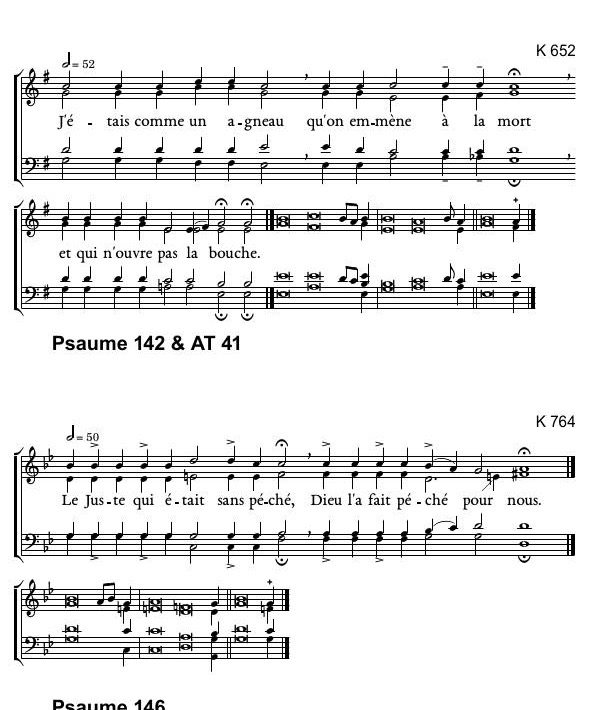 K 652
= 52
J'é - tais comme un a - gneau qu'on em - mène à la mort
et qui n'ouvre pas la bouche.
Psaume 142 & AT 41
K 764
= 50
Le Jus - te qui é - tait sans pé - ché, Dieu l'a fait pé - ché pour nous.
Psaume 146